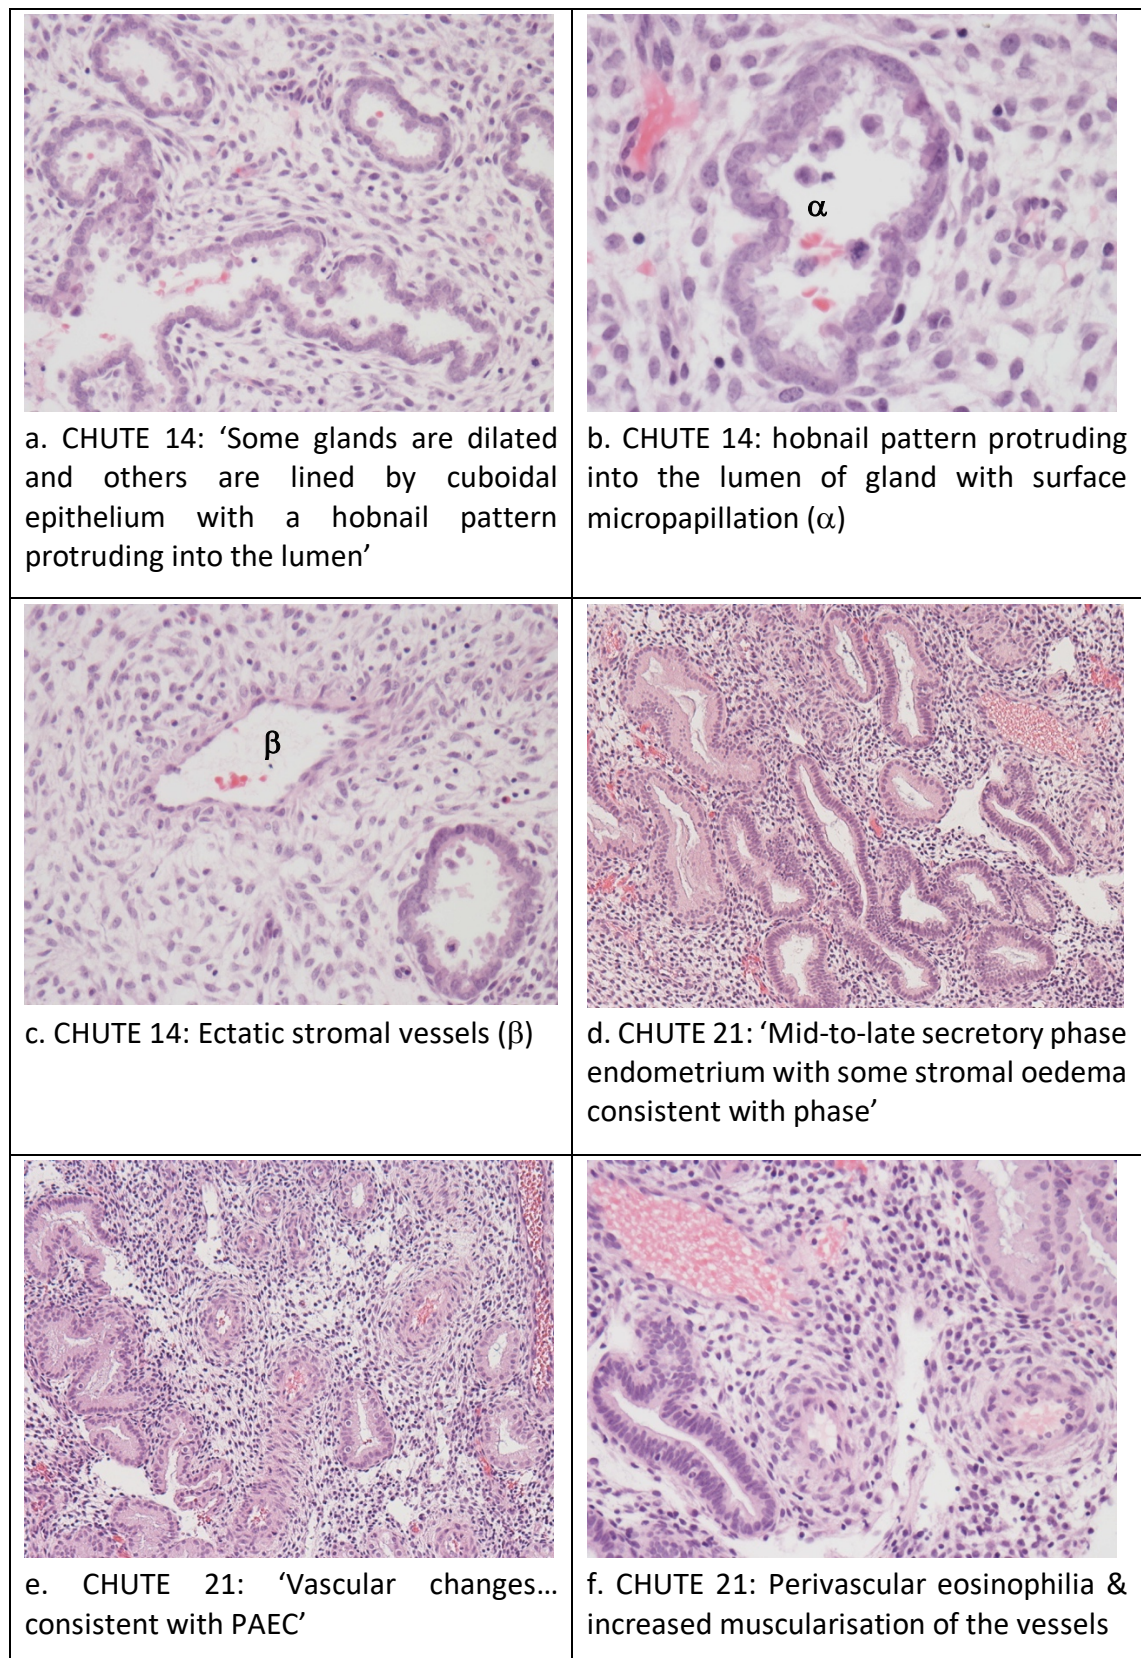 α
a. CHUTE 14: ‘Some glands are dilated
and others are lined by cuboidal
epithelium with a hobnail pattern
protruding into the lumen’
b. CHUTE 14: hobnail pattern protruding
into the lumen of gland with surface
micropapillation (α)
β
c. CHUTE 14: Ectatic stromal vessels (β)
d. CHUTE 21: ‘Mid-to-late secretory phase
endometrium with some stromal oedema
consistent with phase’
e. CHUTE 21: ‘Vascular changes…
consistent with PAEC’
f. CHUTE 21: Perivascular eosinophilia &
increased muscularisation of the vessels